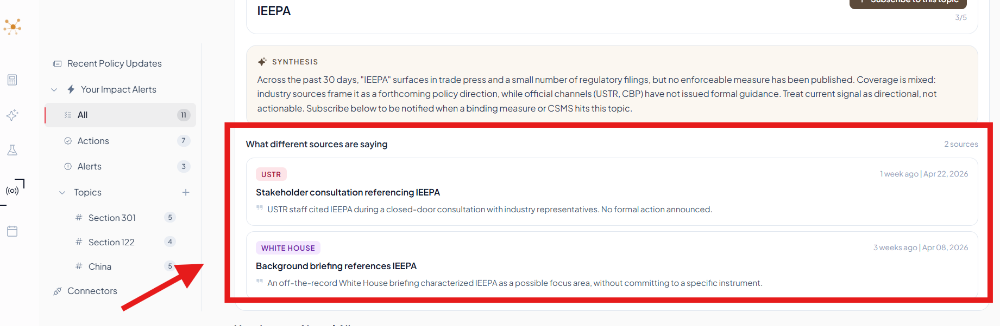 IEEPA
+ Subscribe to this topic
3/5
Recent Policy Updates
Your Impact Alerts
All 11
Actions 7
Alerts 3
Topics +
# Section 301 5
# Section 122 4
# China 5
Connectors
SYNTHESIS
Across the past 30 days, "IEEPA" surfaces in trade press and a small number of regulatory filings, but no enforceable measure has been published. Coverage is mixed:
industry sources frame it as a forthcoming policy direction, while official channels (USTR, CBP) have not issued formal guidance. Treat current signal as directional, not
actionable. Subscribe below to be notified when a binding measure or CSMS hits this topic.
What different sources are saying
2 sources
USTR
1 week ago | Apr 22, 2026
Stakeholder consultation referencing IEEPA
USTR staff cited IEEPA during a closed-door consultation with industry representatives. No formal action announced.
WHITE HOUSE
3 weeks ago | Apr 08, 2026
Background briefing references IEEPA
An off-the-record White House briefing characterized IEEPA as a possible focus area, without committing to a specific instrument.